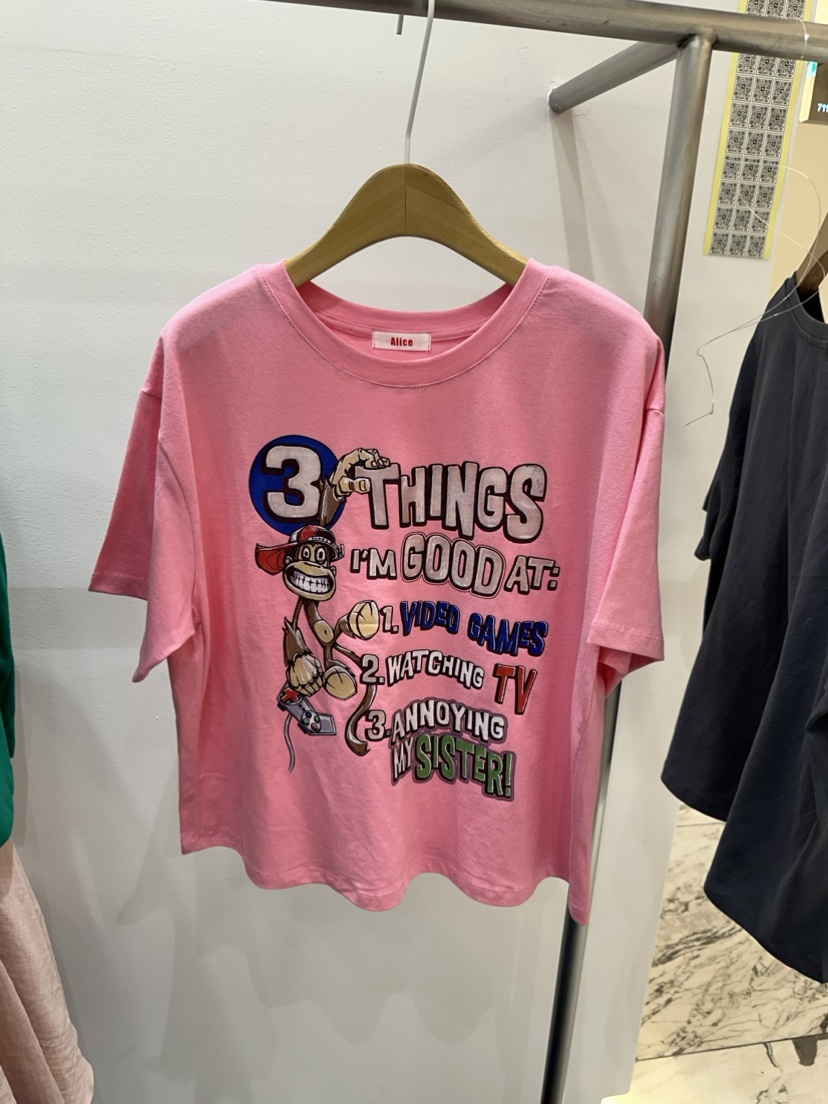 Alice
3 THINGS
I'M GOOD AT:
1. VIDEO GAMES
2. WATCHING TV
3. ANNOYING
MY SISTER!